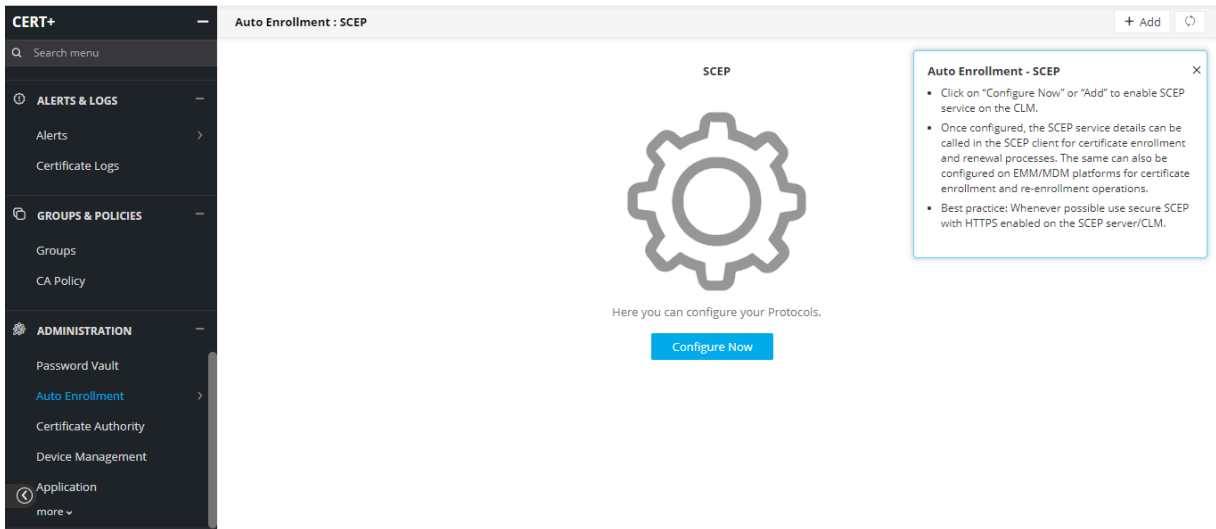 CERT+
Search menu
ALERTS & LOGS
Alerts
Certificate Logs
GROUPS & POLICIES
Groups
CA Policy
ADMINISTRATION
Password Vault
Auto Enrollment
Certificate Authority
Device Management
Application
more
Auto Enrollment : SCEP
+ Add
SCEP
Here you can configure your Protocols.
Configure Now
Auto Enrollment - SCEP
• Click on “Configure Now” or “Add” to enable SCEP
service on the CLM.
• Once configured, the SCEP service details can be
called in the SCEP client for certificate enrollment
and renewal processes. The same can also be
configured on EMM/MDM platforms for certificate
enrollment and re-enrollment operations.
• Best practice: Whenever possible use secure SCEP
with HTTPS enabled on the SCEP server/CLM.